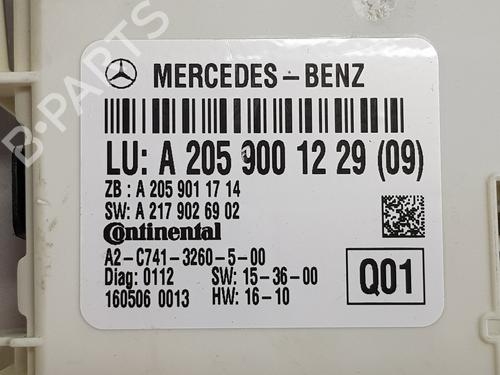 MERCEDES-BENZ
LU: A 205 900 12 29 (09)
ZB : A 205 901 17 14
SW: A 217 902 69 02
Continental
A2-C741-3260-5-00
Diag: 0112 SW: 15-36-00
160506 0013 HW: 16-10
Q01
B-PARTS